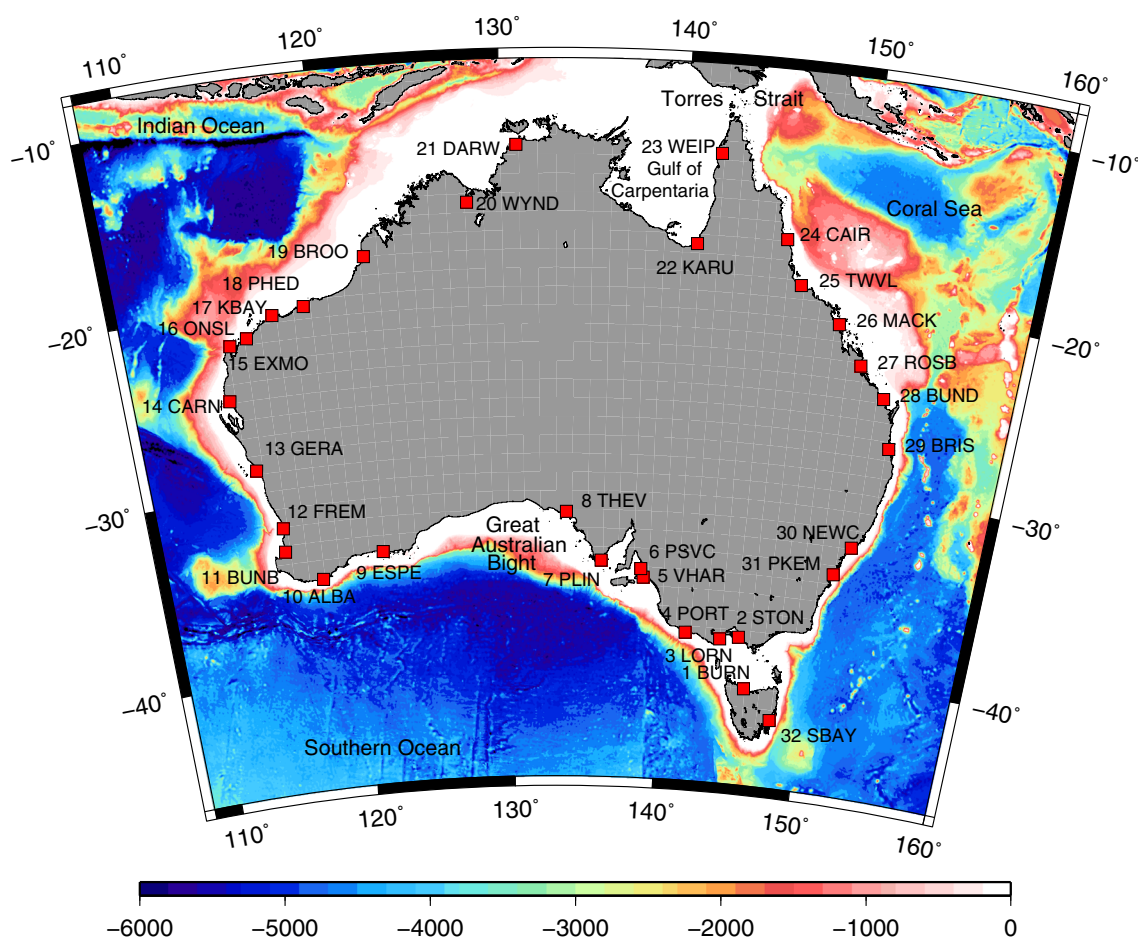 110°
120°
130°
140°
150°
160°
Torres Strait
Indian Ocean
21 DARW
23 WEIP
−10°
−10°
Gulf of
Carpentaria
20 WYND
Coral Sea
24 CAIR
19 BROO
22 KARU
18 PHED
25 TWVL
17 KBAY
16 ONSL
26 MACK
−20°
−20°
15 EXMO
27 ROSB
28 BUND
14 CARN
29 BRIS
13 GERA
8 THEV
12 FREM
Great
Australian
Bight
−30°
−30°
30 NEWC
6 PSVC
31 PKEM
5 VHAR
9 ESPE
7 PLIN
11 BUNB
10 ALBA
4 PORT
2 STON
3 LORN
1 BURN
−40°
−40°
32 SBAY
Southern Ocean
110°
120°
130°
140°
150°
160°
−6000
−5000
−4000
−3000
−2000
−1000
0